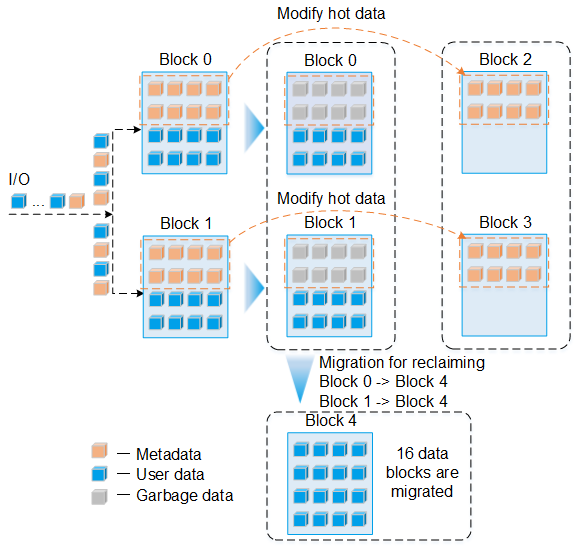 Modify hot data
Block 0
Block 0
Block 2
I/O
...
Modify hot data
Block 1
Block 1
Block 3
Migration for reclaiming
Block 0 -> Block 4
Block 1 -> Block 4
Block 4
16 data
blocks are
migrated
Metadata
User data
Garbage data